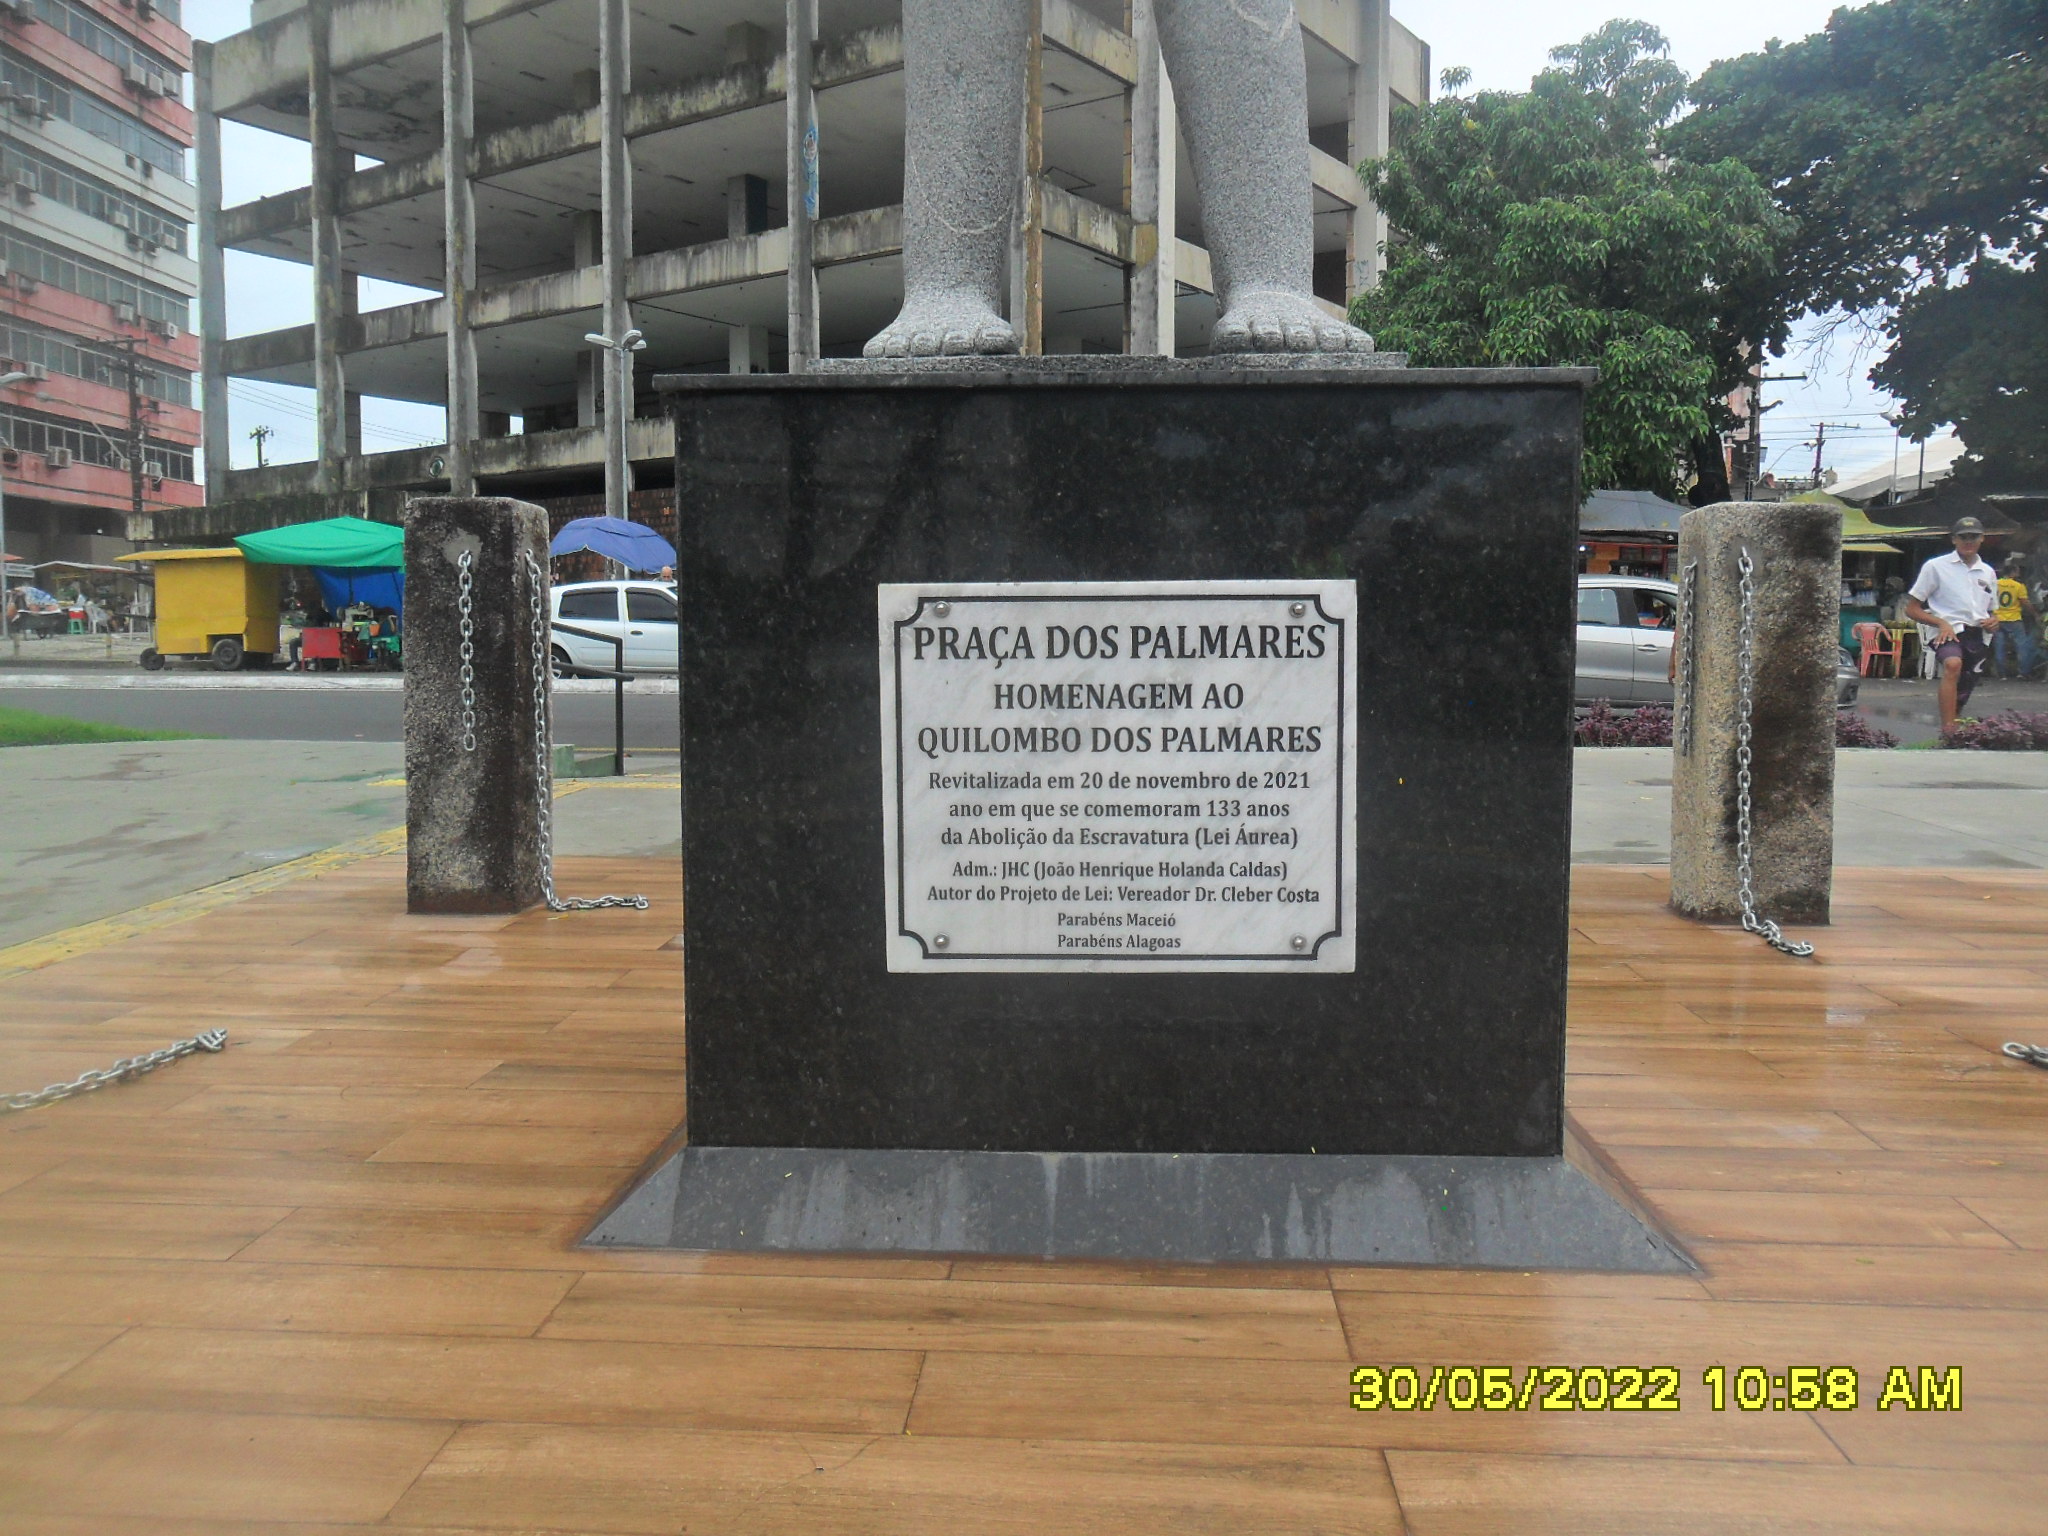 PRAÇA DOS PALMARES
HOMENAGEM AO
QUILOMBO DOS PALMARES
Revitalizada em 20 de novembro de 2021
ano em que se comemoram 133 anos
da Abolição da Escravatura (Lei Áurea)
Adm.: JHC (João Henrique Holanda Caldas)
Autor do Projeto de Lei: Vereador Dr. Cleber Costa
Parabéns Maceió
Parabéns Alagoas
30/05/2022 10:58 AM